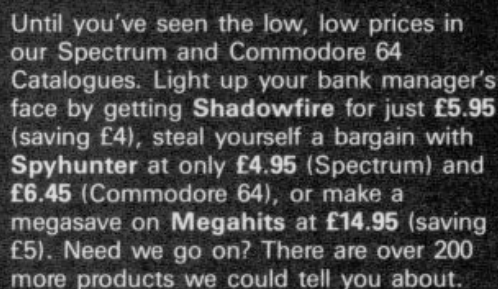 Until you've seen the low, low prices in
our Spectrum and Commodore 64
Catalogues. Light up your bank manager's
face by getting Shadowfire for just £5.95
(saving £4), steal yourself a bargain with
Spyhunter at only £4.95 (Spectrum) and
£6.45 (Commodore 64), or make a
megasave on Megahits at £14.95 (saving
£5). Need we go on? There are over 200
more products we could tell you about.